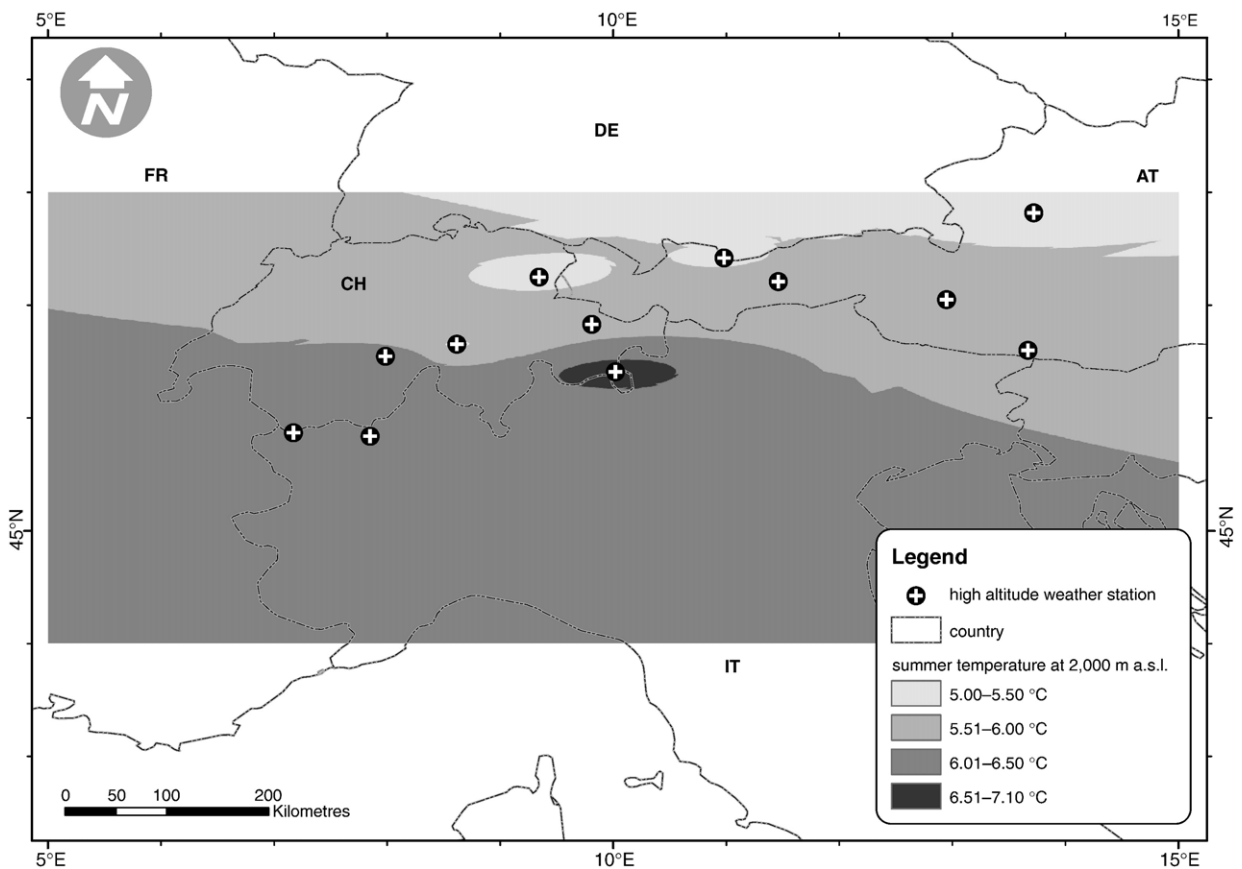 5°E 10°E 15°E
N
DE
FR
AT
CH
45°N 45°N
IT
Legend
high altitude weather station
country
summer temperature at 2,000 m a.s.l.
5.00–5.50 °C
5.51–6.00 °C
6.01–6.50 °C
6.51–7.10 °C
0 50 100 200
Kilometres
5°E 10°E 15°E